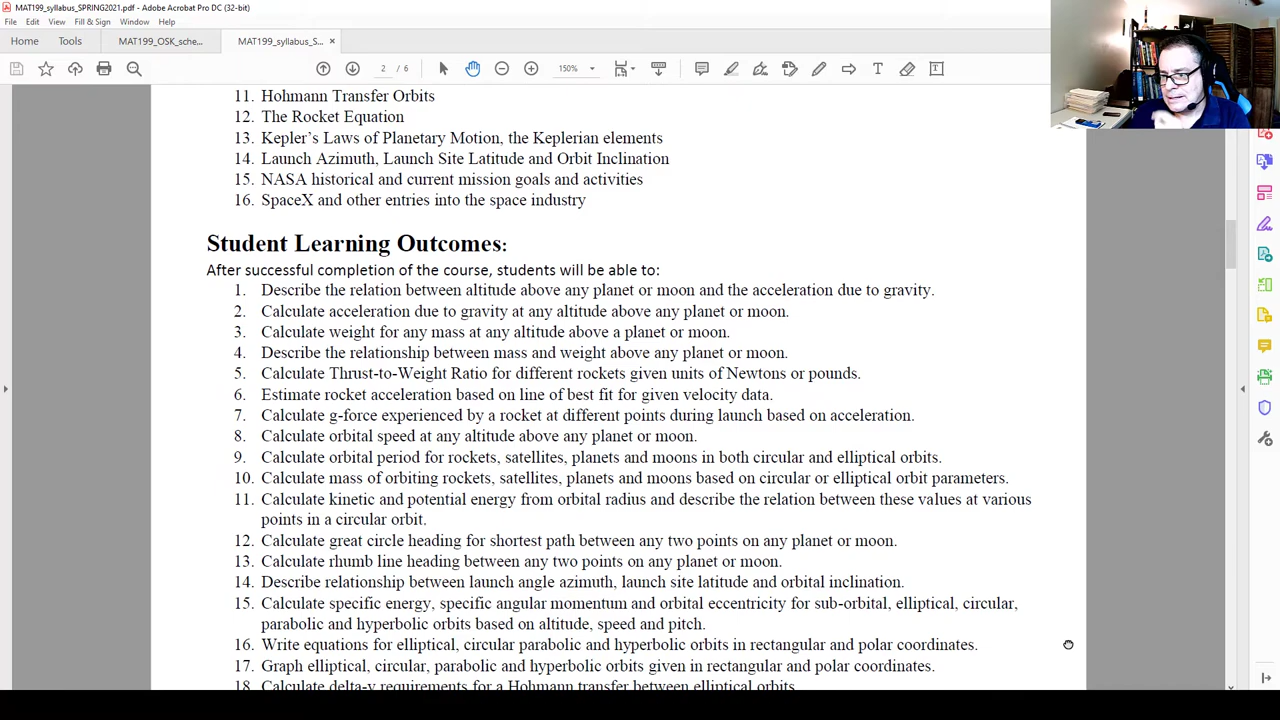 MAT199_syllabus_SPRING2021.pdf - Adobe Acrobat Pro DC (32-bit)
File Edit View Fill & Sign Window Help
Home Tools MAT199_OSK_sche... MAT199_syllabus_S... ×
2 / 6 150%
11. Hohmann Transfer Orbits
12. The Rocket Equation
13. Kepler's Laws of Planetary Motion, the Keplerian elements
14. Launch Azimuth, Launch Site Latitude and Orbit Inclination
15. NASA historical and current mission goals and activities
16. SpaceX and other entries into the space industry
Student Learning Outcomes:
After successful completion of the course, students will be able to:
1. Describe the relation between altitude above any planet or moon and the acceleration due to gravity.
2. Calculate acceleration due to gravity at any altitude above any planet or moon.
3. Calculate weight for any mass at any altitude above a planet or moon.
4. Describe the relationship between mass and weight above any planet or moon.
5. Calculate Thrust-to-Weight Ratio for different rockets given units of Newtons or pounds.
6. Estimate rocket acceleration based on line of best fit for given velocity data.
7. Calculate g-force experienced by a rocket at different points during launch based on acceleration.
8. Calculate orbital speed at any altitude above any planet or moon.
9. Calculate orbital period for rockets, satellites, planets and moons in both circular and elliptical orbits.
10. Calculate mass of orbiting rockets, satellites, planets and moons based on circular or elliptical orbit parameters.
11. Calculate kinetic and potential energy from orbital radius and describe the relation between these values at various
points in a circular orbit.
12. Calculate great circle heading for shortest path between any two points on any planet or moon.
13. Calculate rhumb line heading between any two points on any planet or moon.
14. Describe relationship between launch angle azimuth, launch site latitude and orbital inclination.
15. Calculate specific energy, specific angular momentum and orbital eccentricity for sub-orbital, elliptical, circular,
parabolic and hyperbolic orbits based on altitude, speed and pitch.
16. Write equations for elliptical, circular parabolic and hyperbolic orbits in rectangular and polar coordinates.
17. Graph elliptical, circular, parabolic and hyperbolic orbits given in rectangular and polar coordinates.
18. Calculate delta-v requirements for a Hohmann transfer between elliptical orbits.